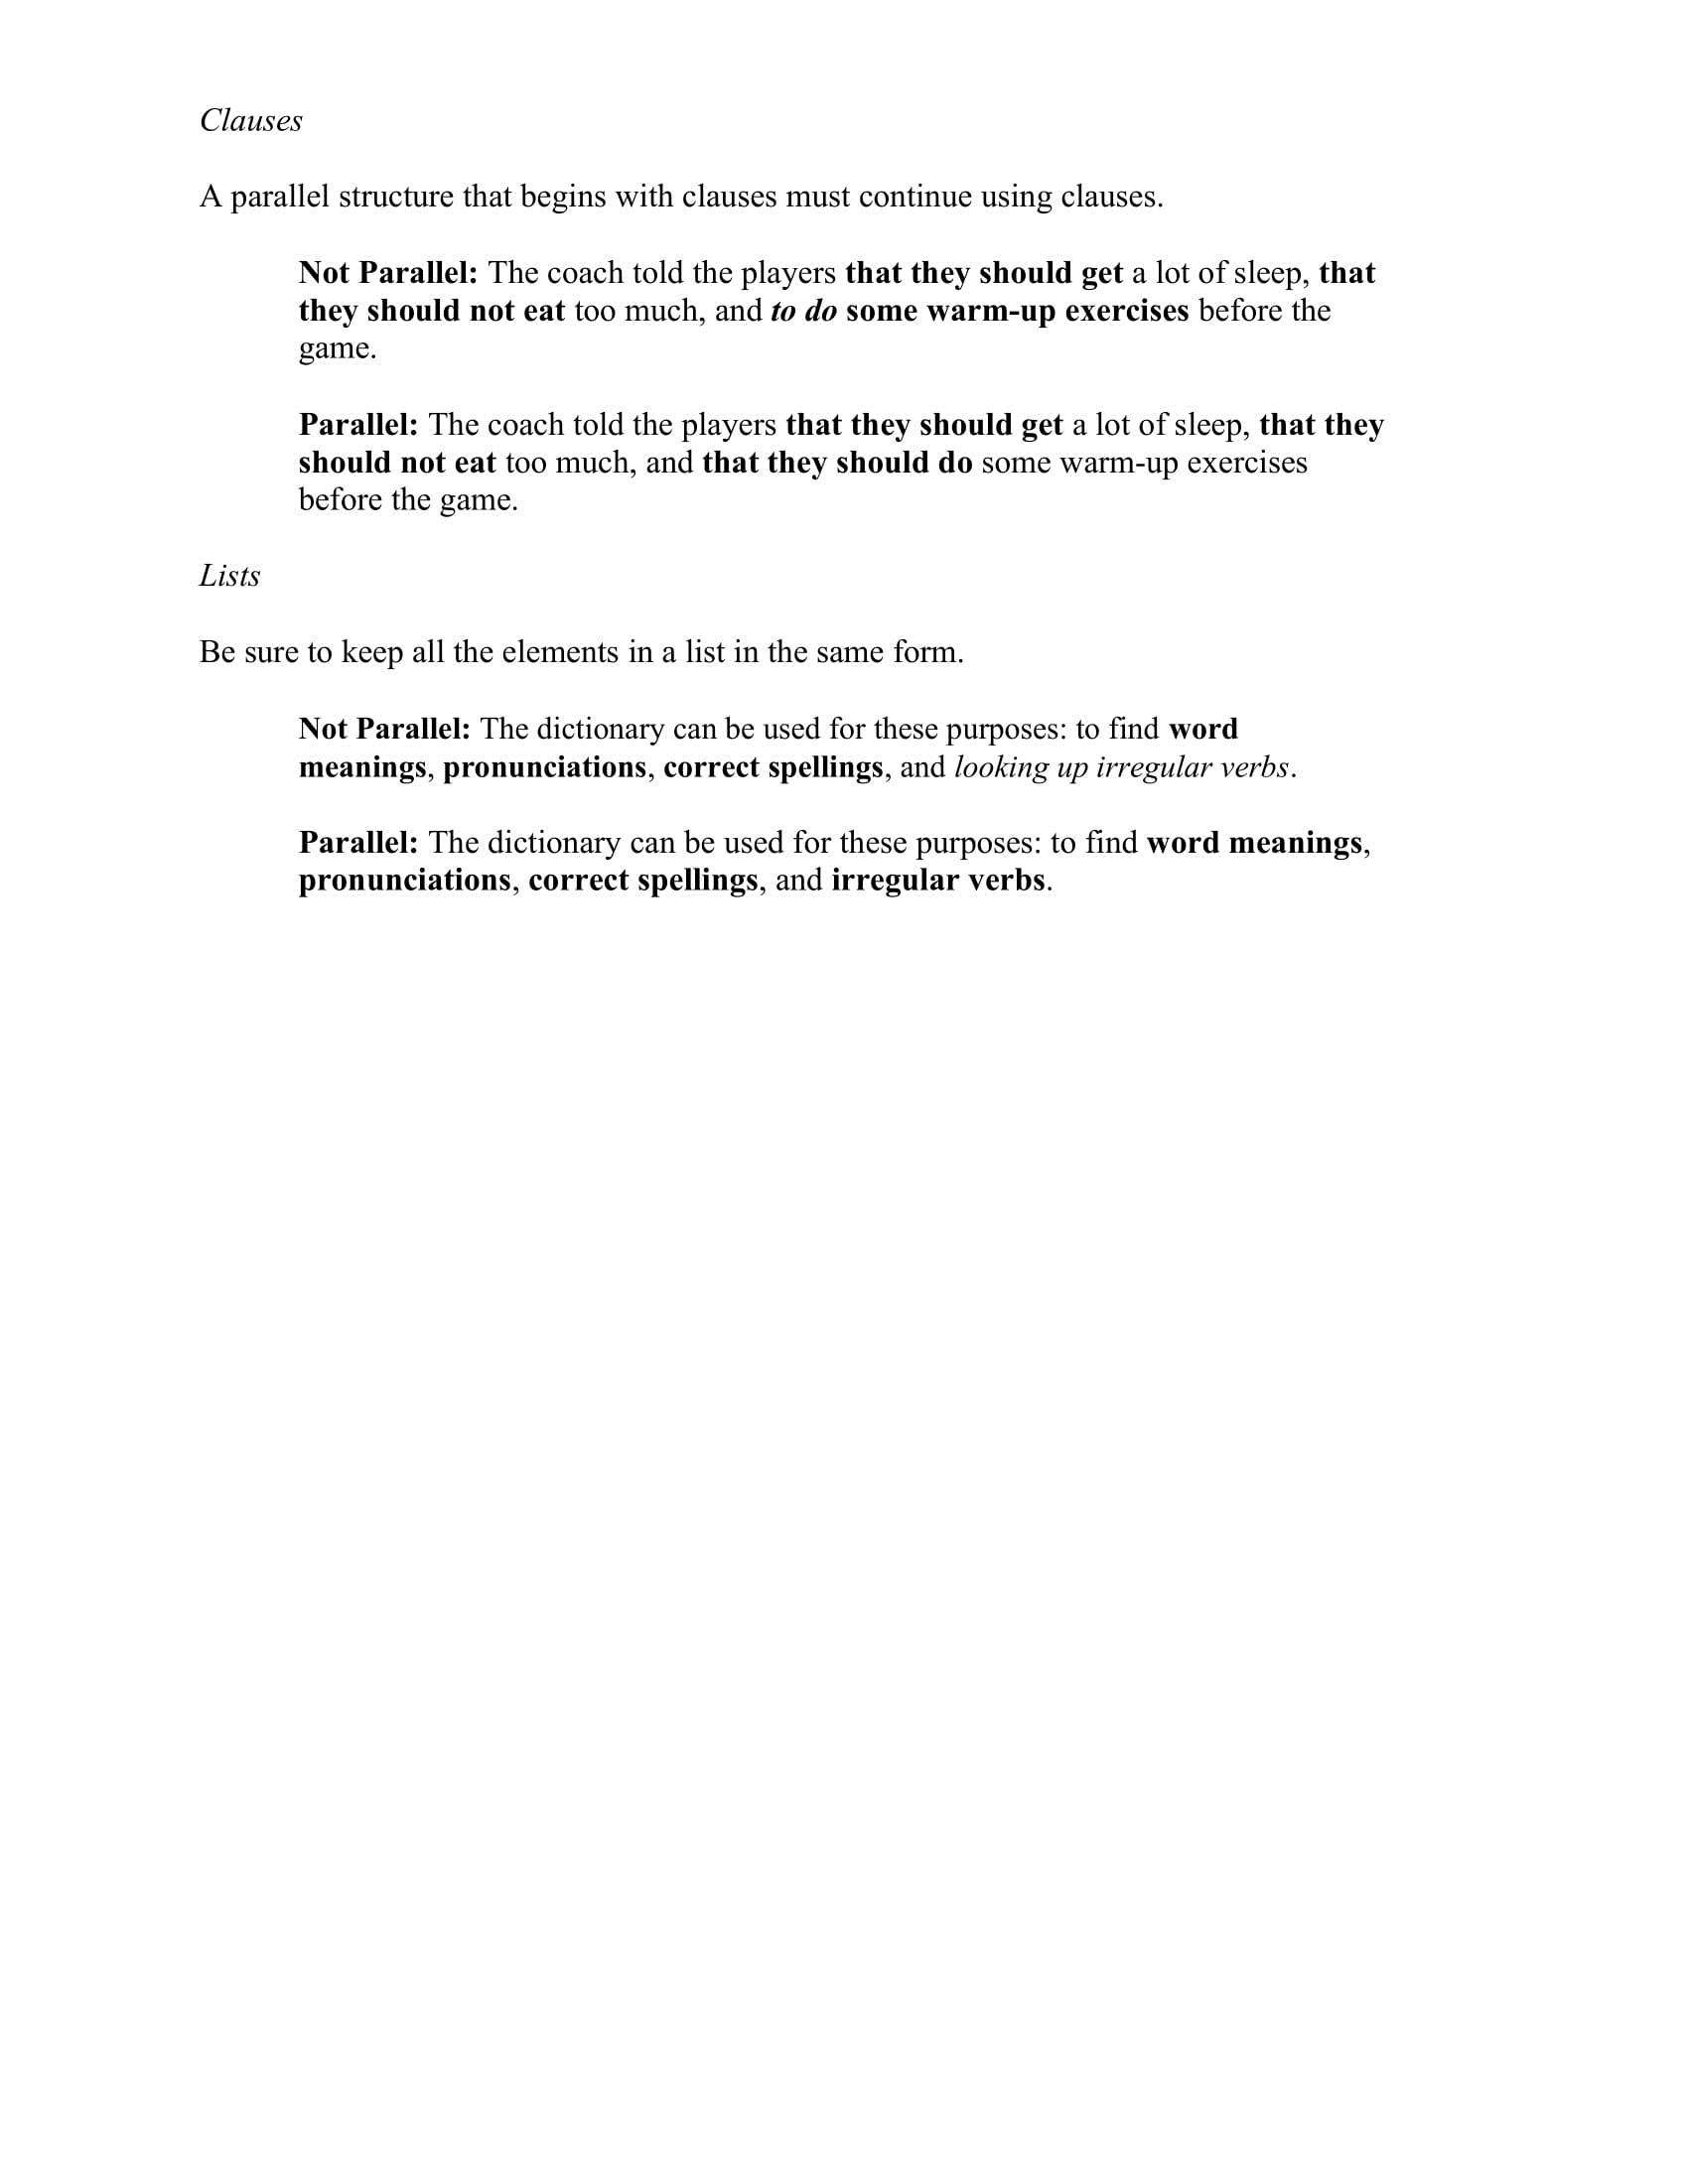 Clauses
A parallel structure that begins with clauses must continue using clauses.
Not Parallel: The coach told the players that they should get a lot of sleep, that
they should not eat too much, and to do some warm-up exercises before the
game.
Parallel: The coach told the players that they should get a lot of sleep, that they
should not eat too much, and that they should do some warm-up exercises
before the game.
Lists
Be sure to keep all the elements in a list in the same form.
Not Parallel: The dictionary can be used for these purposes: to find word
meanings, pronunciations, correct spellings, and looking up irregular verbs.
Parallel: The dictionary can be used for these purposes: to find word meanings,
pronunciations, correct spellings, and irregular verbs.